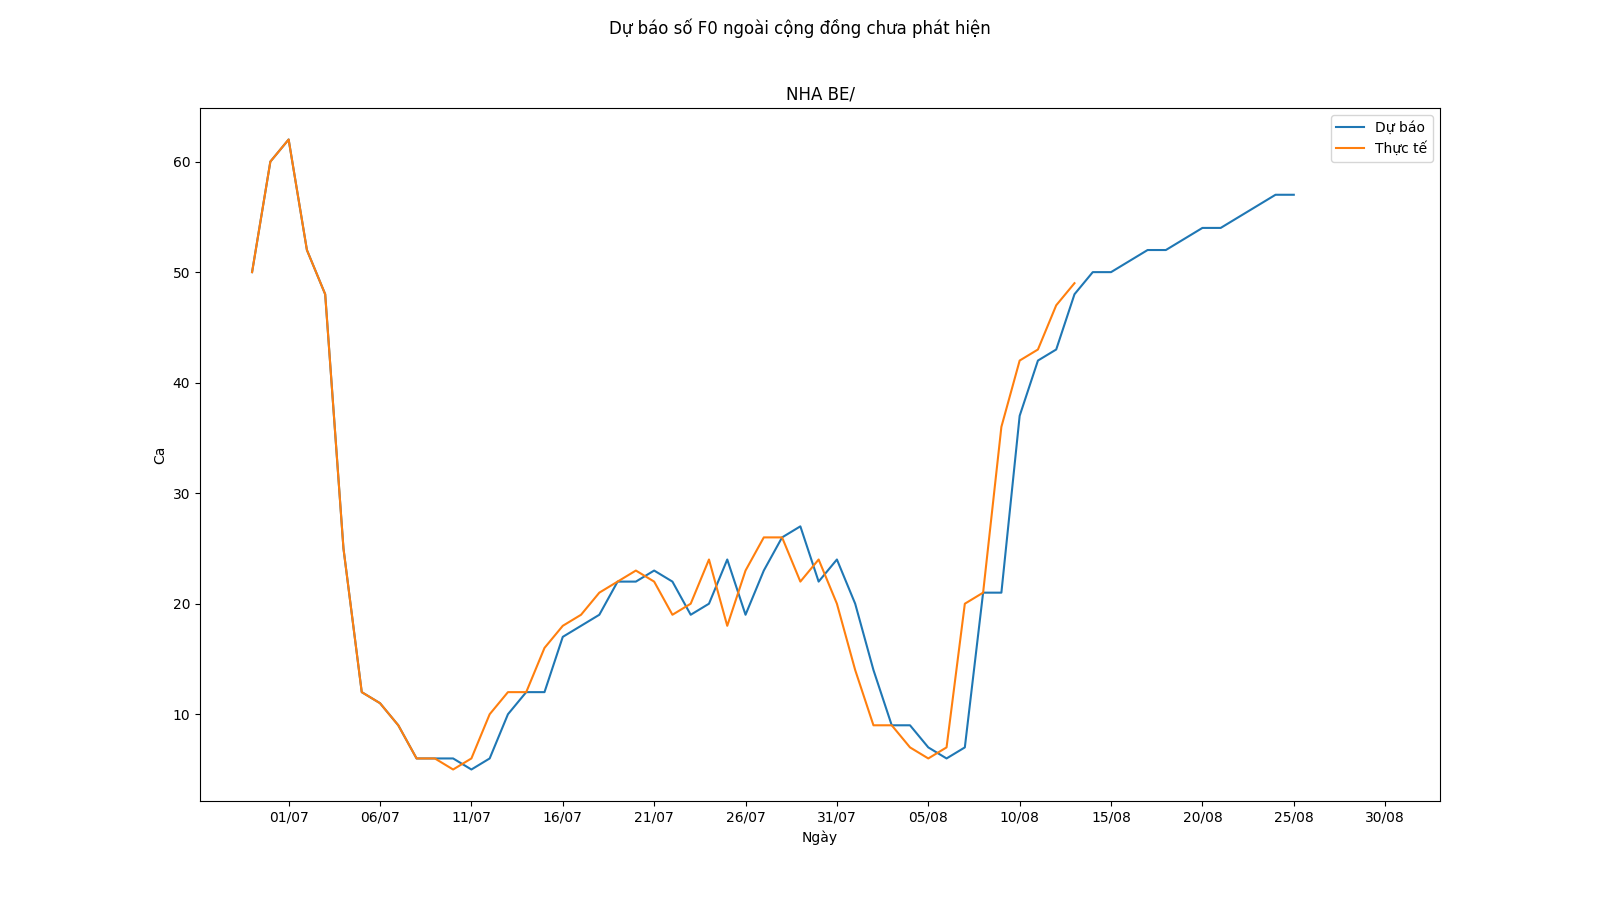 Dự báo số F0 ngoài cộng đồng chưa phát hiện
NHA BE/
Dự báo
Thực tế
60
50
40
30
20
10
Ca
01/07 06/07 11/07 16/07 21/07 26/07 31/07 05/08 10/08 15/08 20/08 25/08 30/08
Ngày